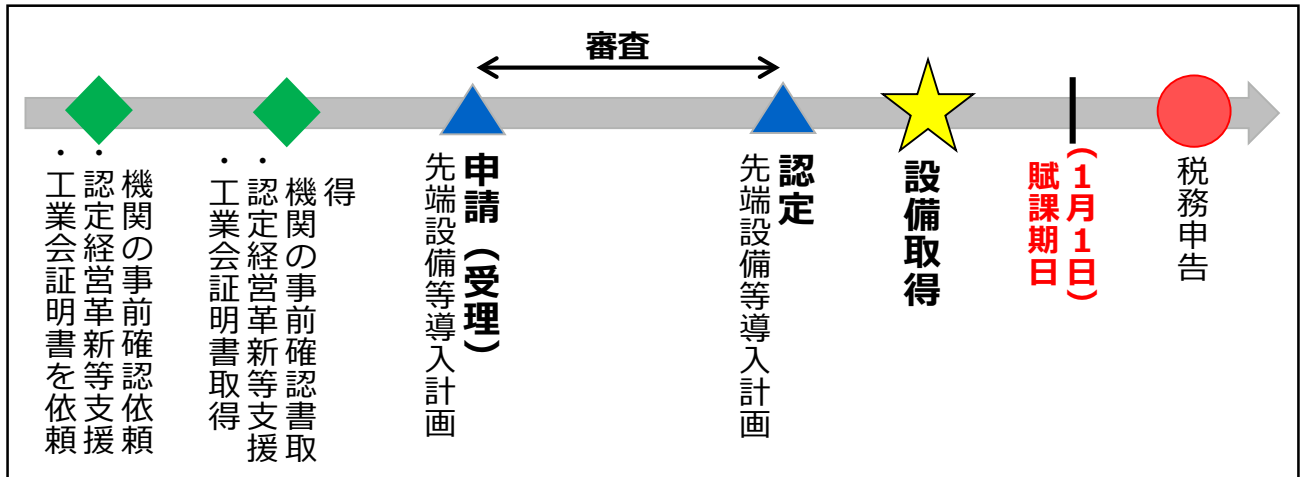 審査
・認定経営革新等支援
機関の事前確認依頼
・工業会証明書を依頼
・認定経営革新等支援
機関の事前確認書取
得
・工業会証明書取得
申請（受理）
先端設備等導入計画
認定
先端設備等導入計画
設備取得
（1月1日）
賦課期日
税務申告